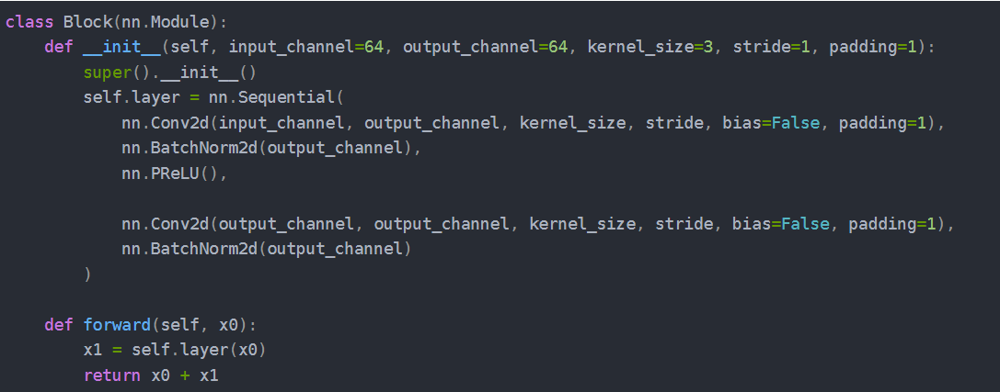 class Block(nn.Module):
    def __init__(self, input_channel=64, output_channel=64, kernel_size=3, stride=1, padding=1):
        super().__init__()
        self.layer = nn.Sequential(
            nn.Conv2d(input_channel, output_channel, kernel_size, stride, bias=False, padding=1),
            nn.BatchNorm2d(output_channel),
            nn.PReLU(),

            nn.Conv2d(output_channel, output_channel, kernel_size, stride, bias=False, padding=1),
            nn.BatchNorm2d(output_channel)
        )

    def forward(self, x0):
        x1 = self.layer(x0)
        return x0 + x1